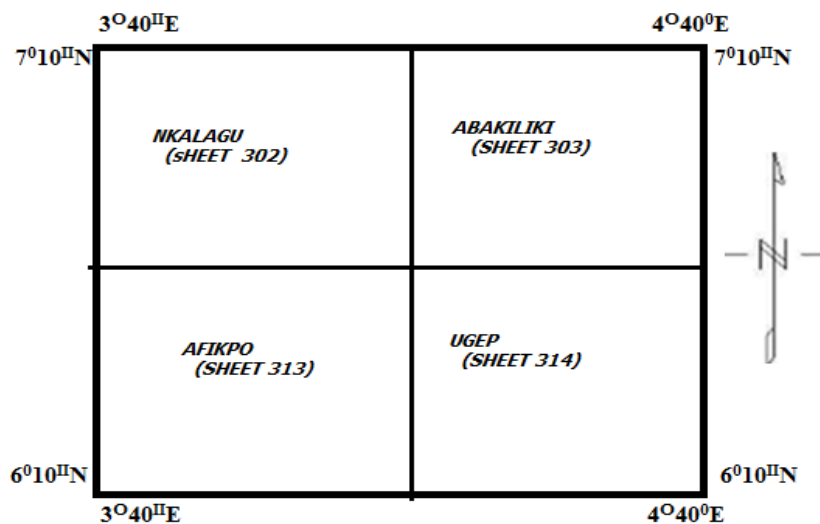 3ᴼ40ᴵᴵE 4ᴼ40⁰E
7⁰10ᴵᴵN 7⁰10ᴵᴵN
NKALAGU
(sHEET 302)
ABAKILIKI
(SHEET 303)
N
AFIKPO
(SHEET 313)
UGEP
(SHEET 314)
6⁰10ᴵᴵN 6⁰10ᴵᴵN
3ᴼ40ᴵᴵE 4ᴼ40⁰E